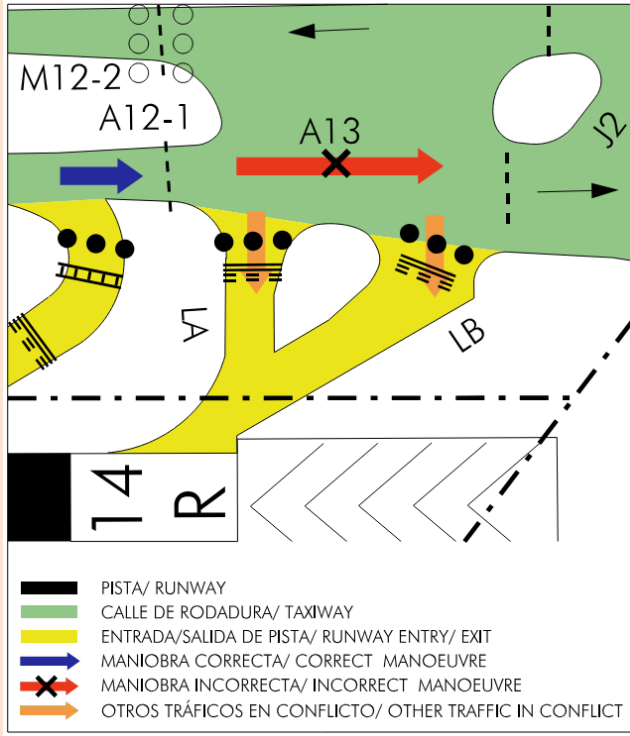 M12-2
A12-1
A13
J2
LA
LB
14
R
PISTA/ RUNWAY
CALLE DE RODADURA/ TAXIWAY
ENTRADA/SALIDA DE PISTA/ RUNWAY ENTRY/ EXIT
MANIOBRA CORRECTA/ CORRECT MANOEUVRE
MANIOBRA INCORRECTA/ INCORRECT MANOEUVRE
OTROS TRÁFICOS EN CONFLICTO/ OTHER TRAFFIC IN CONFLICT